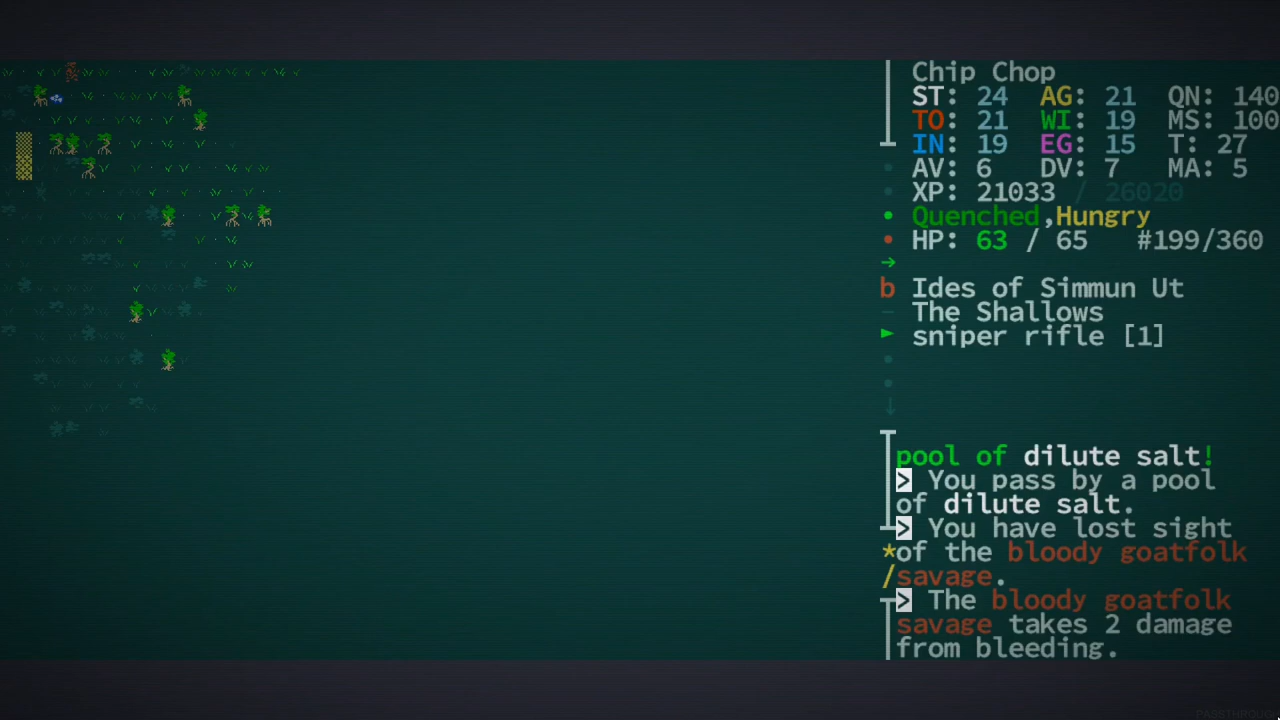 Chip Chop
ST: 24 AG: 21 QN: 140
TO: 21 WI: 19 MS: 100
IN: 19 EG: 15 T: 27
AV: 6 DV: 7 MA: 5
XP: 21033 / 26020
Quenched,Hungry
HP: 63 / 65 #199/360
b Ides of Simmun Ut
The Shallows
sniper rifle [1]
pool of dilute salt!
> You pass by a pool
of dilute salt.
> You have lost sight
*of the bloody goatfolk
/savage.
> The bloody goatfolk
savage takes 2 damage
from bleeding.